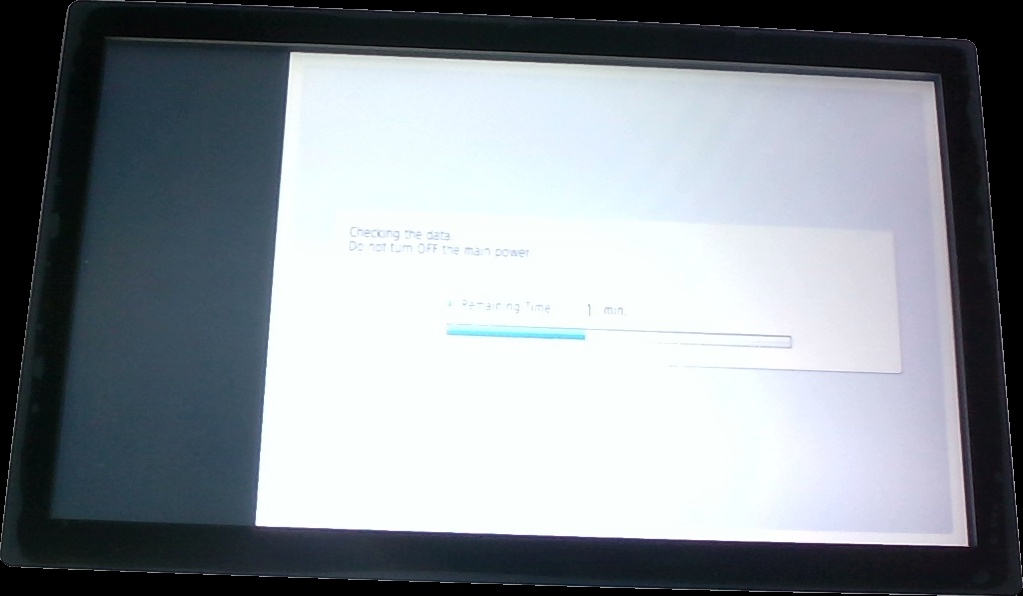 Checking the data.
Do not turn OFF the main power.
Remaining Time 1 min.